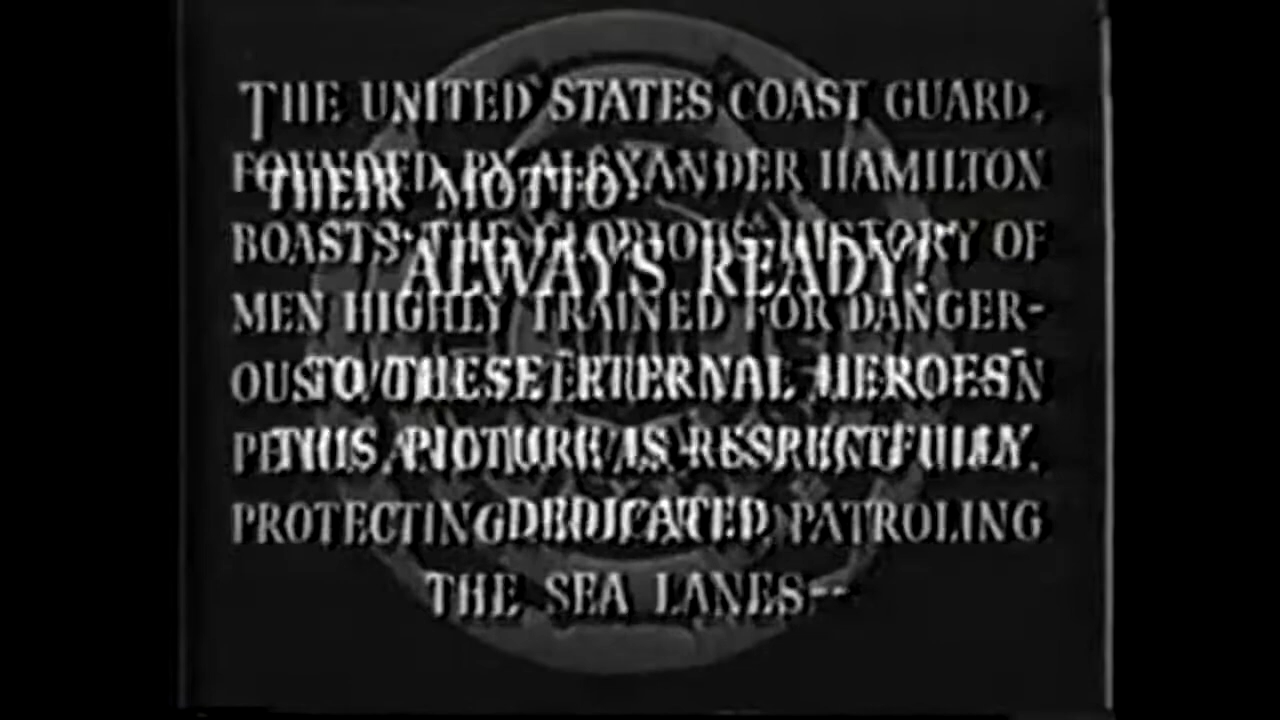 THE UNITED STATES COAST GUARD,
FOUNDED BY ALEXANDER HAMILTON
BOASTS THE GLORIOUS HISTORY OF
MEN HIGHLY TRAINED FOR DANGER-
OUS
PROTECTING PATROLING
THE SEA LANES--
THEIR MOTTO:
"ALWAYS READY!"
TO THESE ETERNAL HEROES
THIS PICTURE IS RESPECTFULLY
DEDICATED